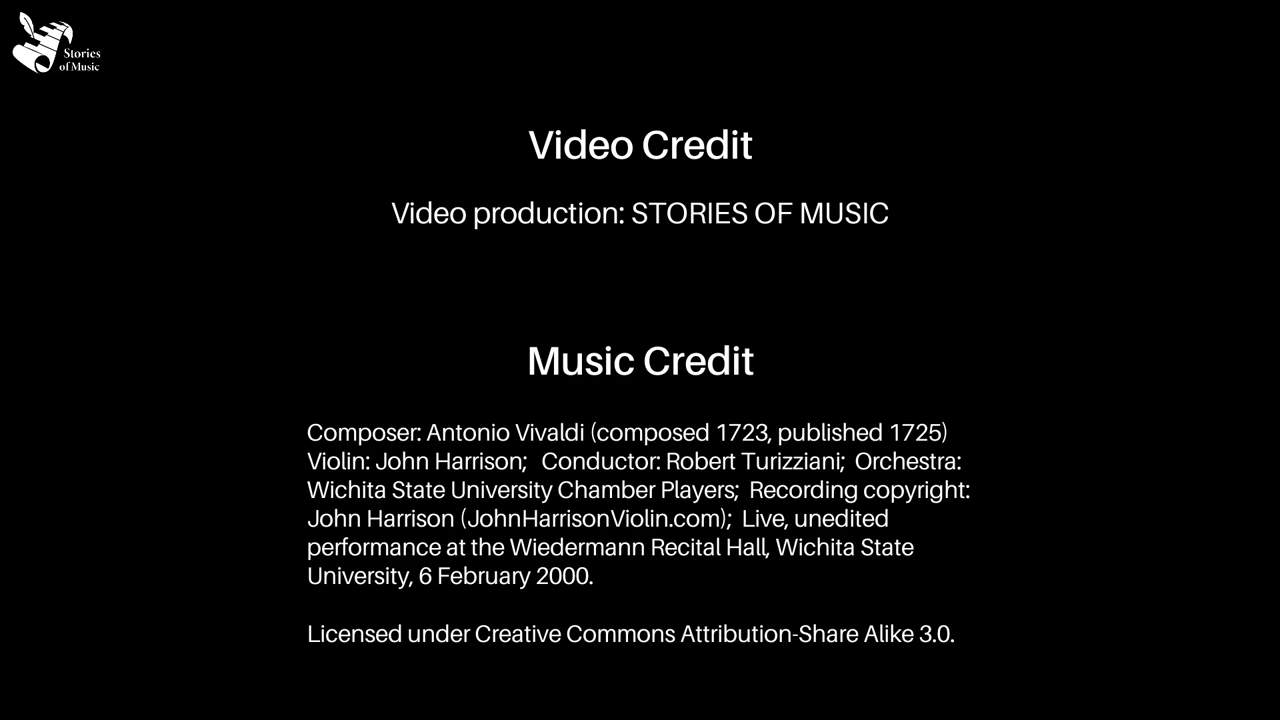 Stories
of Music
Video Credit
Video production: STORIES OF MUSIC
Music Credit
Composer: Antonio Vivaldi (composed 1723, published 1725)
Violin: John Harrison;   Conductor: Robert Turizziani;  Orchestra:
Wichita State University Chamber Players;  Recording copyright:
John Harrison (JohnHarrisonViolin.com);  Live, unedited
performance at the Wiedermann Recital Hall, Wichita State
University, 6 February 2000.
Licensed under Creative Commons Attribution-Share Alike 3.0.